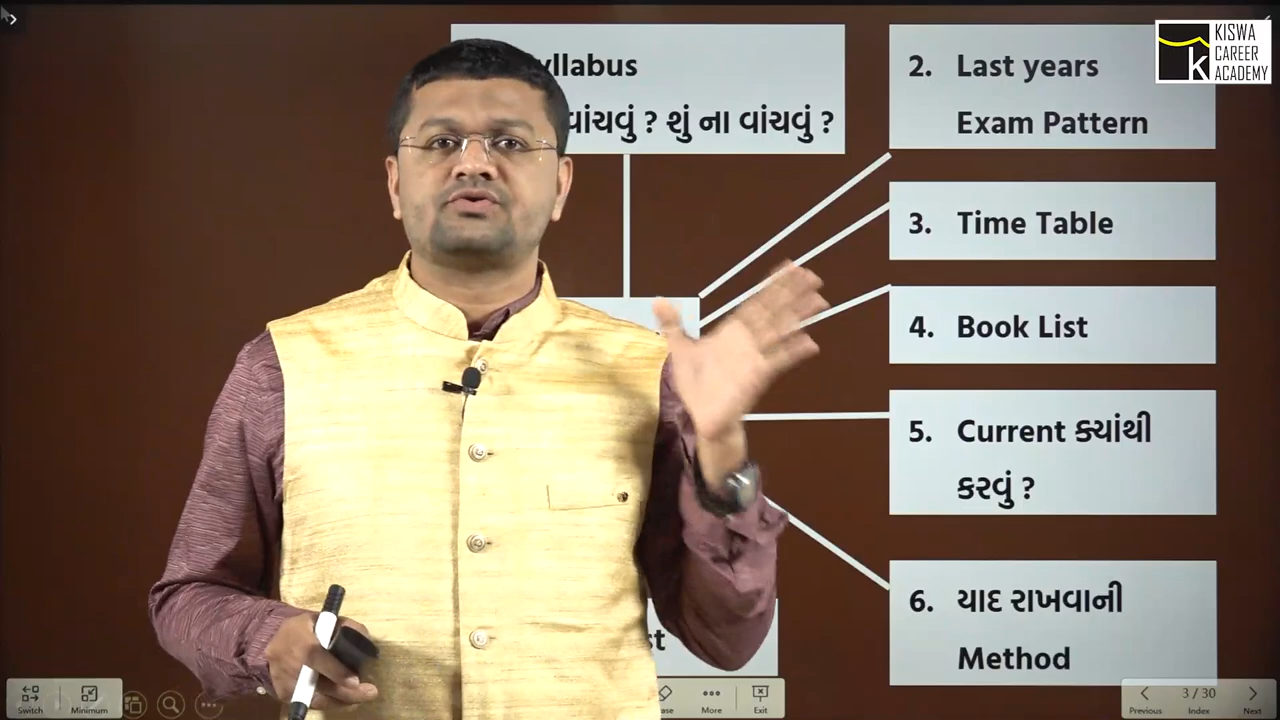 yllabus
વાંચવું ? શું ના વાંચવું ?
2. Last years
Exam Pattern
KISWA
CAREER
ACADEMY
3. Time Table
4. Book List
5. Current ક્યાંથી
કરવું ?
6. યાદ રાખવાની
Method
st
Switch
Minimum
ase
More
Exit
3 / 30
Previous
Index
Next